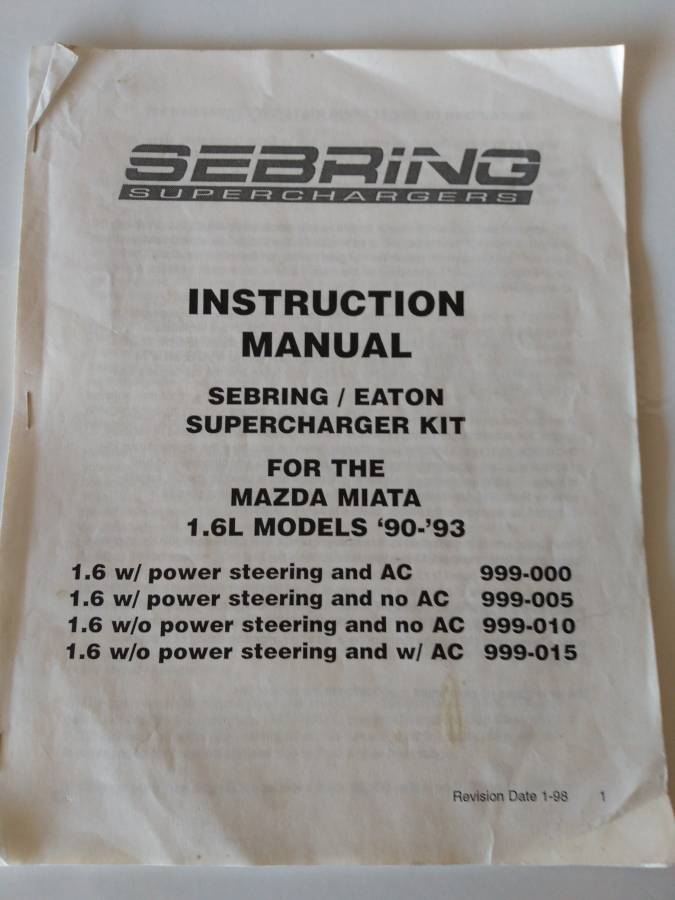 SEBRiNG
SUPERCHARGERS
INSTRUCTION
MANUAL
SEBRING / EATON
SUPERCHARGER KIT
FOR THE
MAZDA MIATA
1.6L MODELS ‘90-’93
1.6 w/ power steering and AC 999-000
1.6 w/ power steering and no AC 999-005
1.6 w/o power steering and no AC 999-010
1.6 w/o power steering and w/ AC 999-015
Revision Date 1-98 1